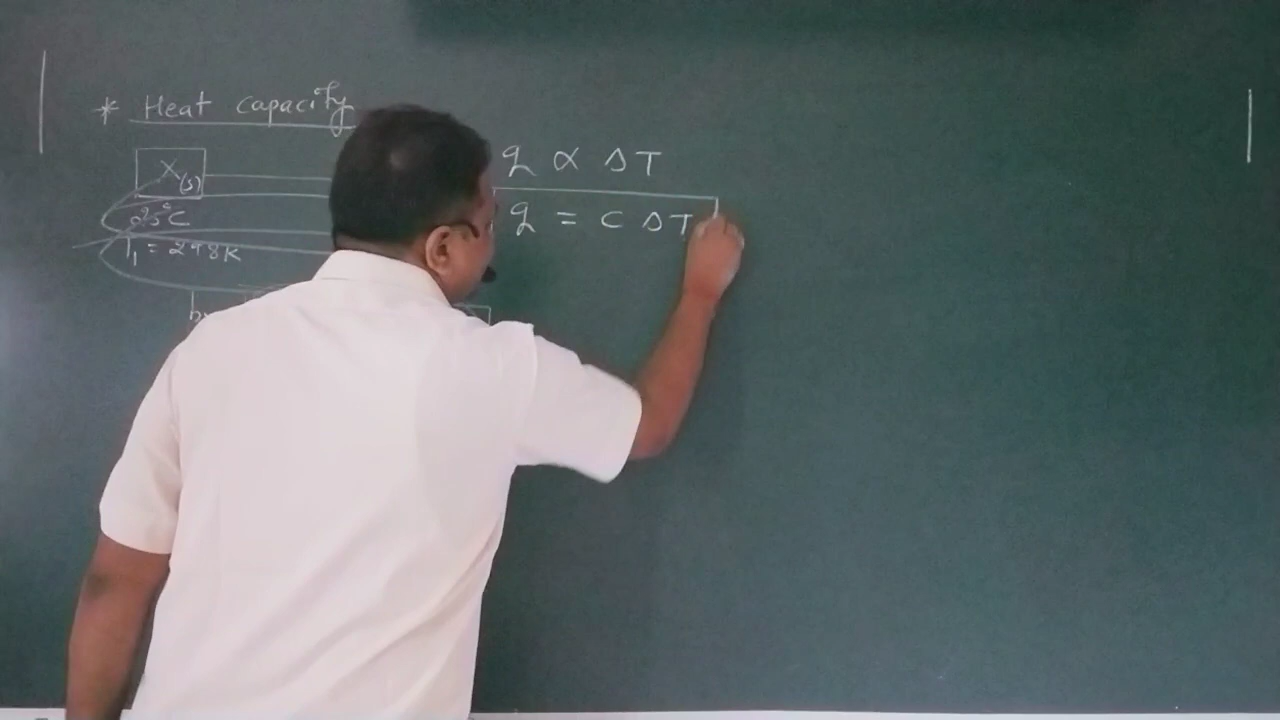 * Heat capacity
X(s)
25°C
T₁ = 298K
q ∝ ΔT
q = C ΔT